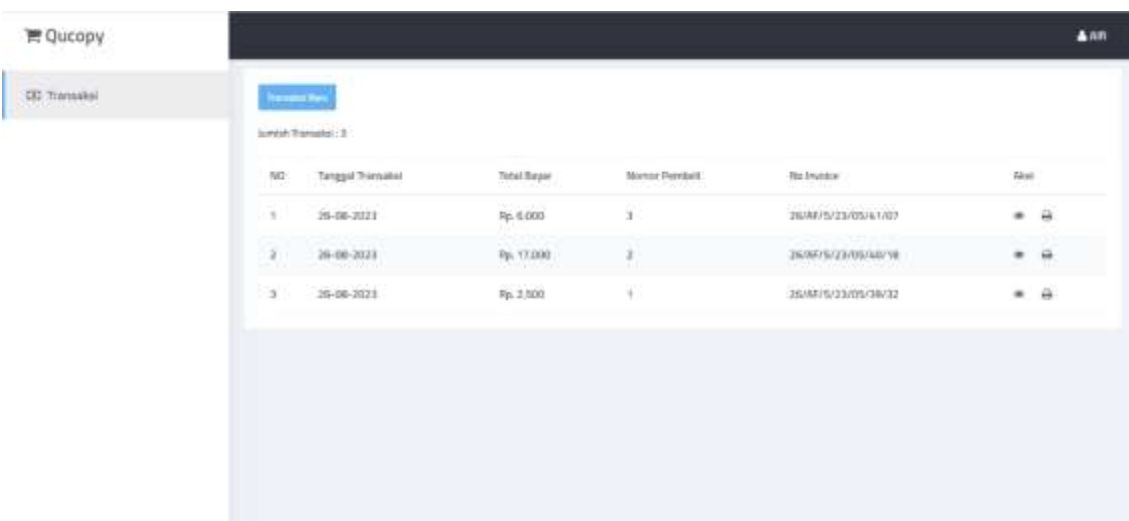 Qucopy
Transaksi
Transaksi Baru
Jumlah Transaksi : 3
NO Tanggal Transaksi Total Bayar Nomor Pembeli No Invoice Aksi
1 26-08-2023 Rp. 6.000 3
2 26-08-2023 Rp. 17.000 2
3 26-08-2023 Rp. 2,500 1